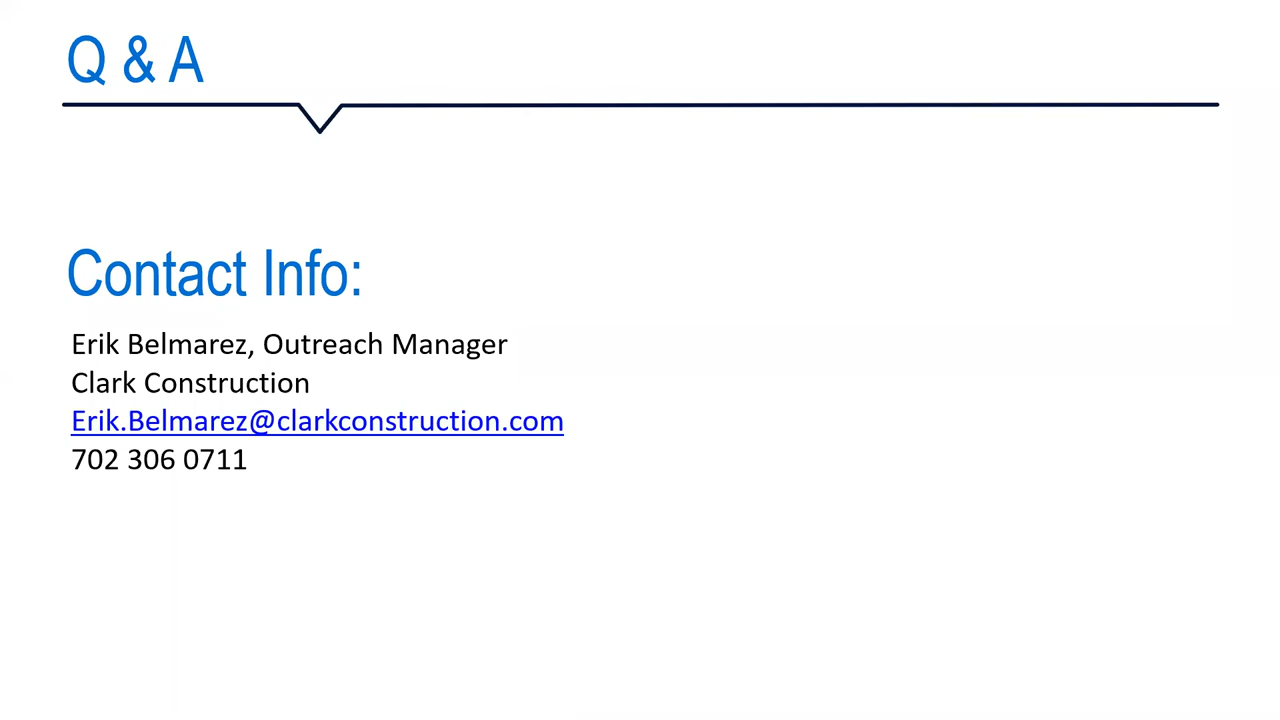 Q & A
Contact Info:
Erik Belmarez, Outreach Manager
Clark Construction
Erik.Belmarez@clarkconstruction.com
702 306 0711